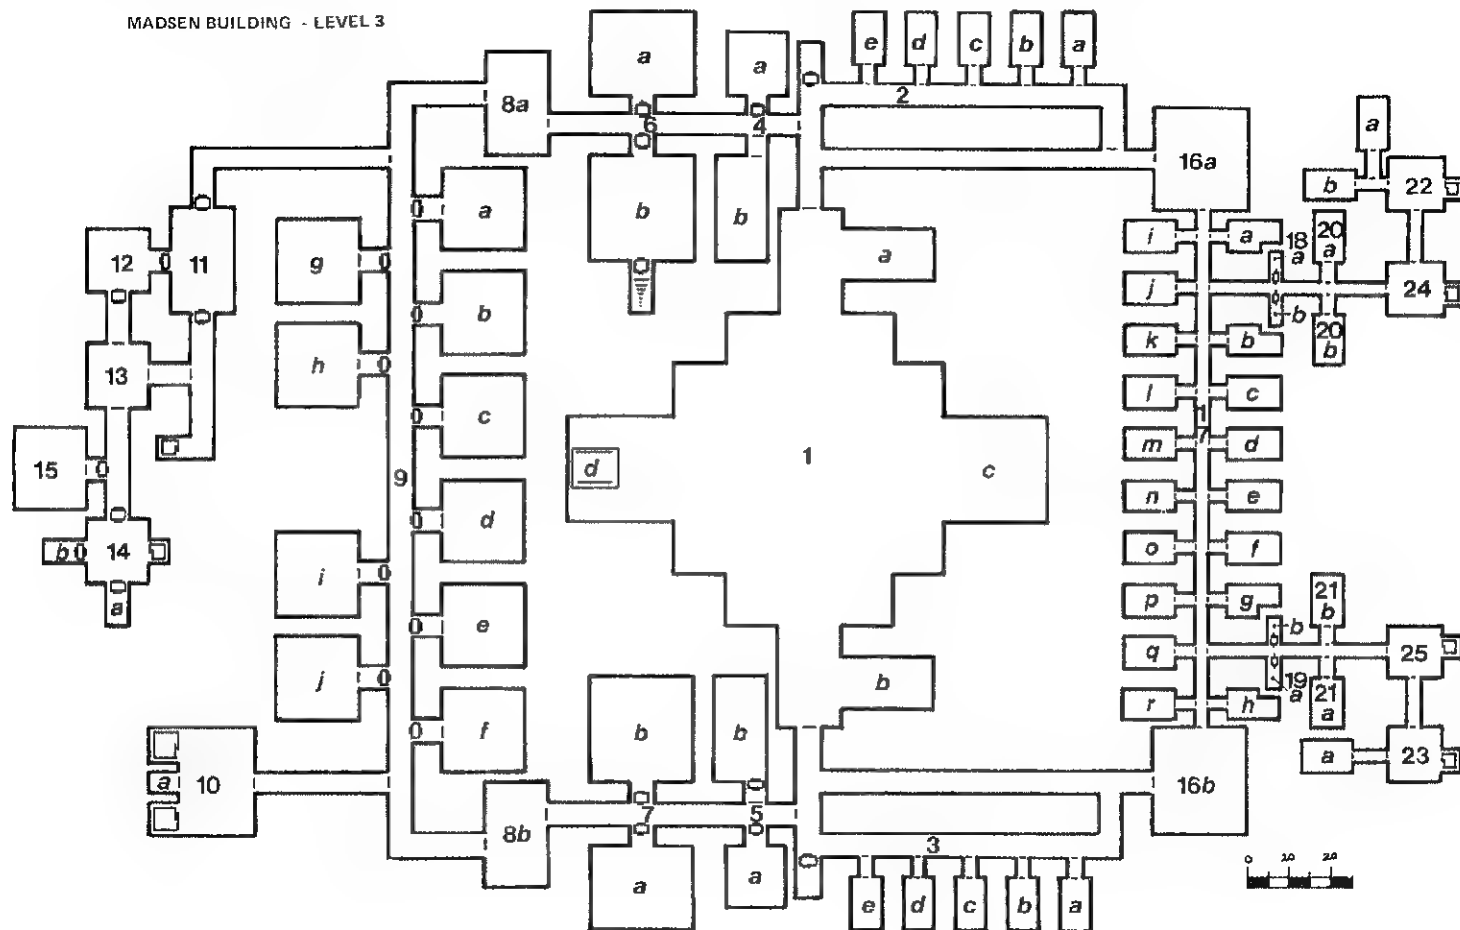 MADSEN BUILDING - LEVEL 3
e d c b a
a a 2
8a 6 4
a
16a
b 22
a b b
i a 18 a 20 a
g 12 11 a
j 24
b b 20 b
h k b
13
c l c
17
m d
15 9 d 1 c
n e
d
b 14 o f
i
a p g 21 b
e b
q 25
j b 19 a 21 a
f b b r h
a 10 a 23
16b
7 5
8b 3
a a
e d c b a
0 10 20